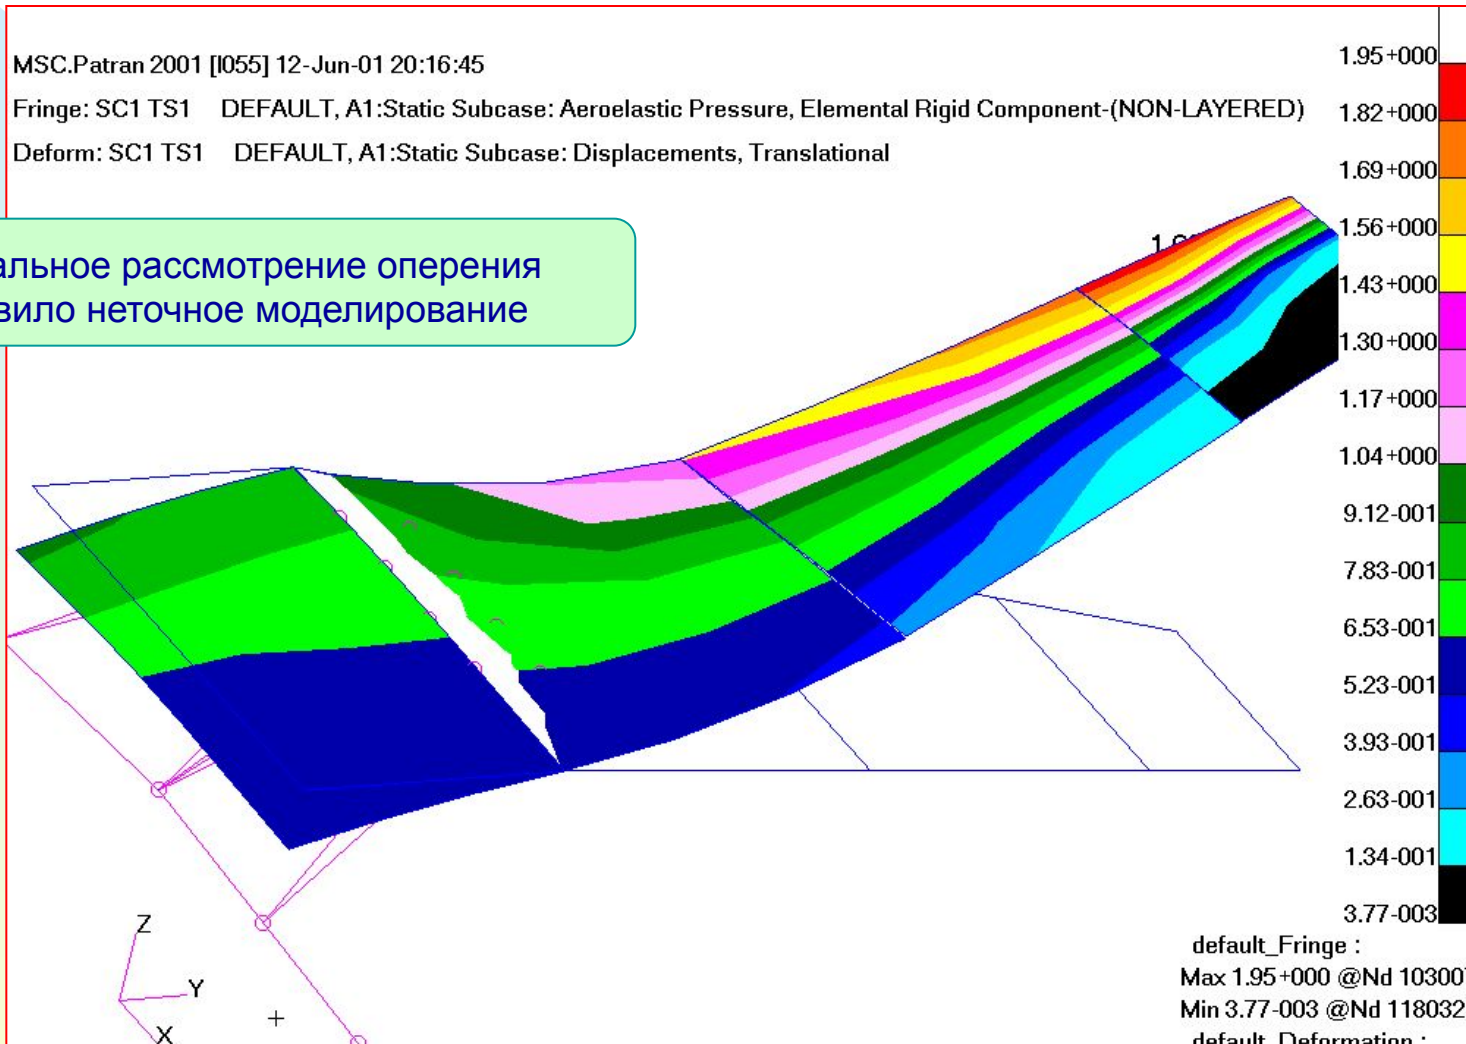 MSC.Patran 2001 [I055] 12-Jun-01 20:16:45
Fringe: SC1 TS1 DEFAULT, A1:Static Subcase: Aeroelastic Pressure, Elemental Rigid Component-(NON-LAYERED)
Deform: SC1 TS1 DEFAULT, A1:Static Subcase: Displacements, Translational
альное рассмотрение оперения
вило неточное моделирование
1.95+000
1.82+000
1.69+000
1.56+000
1.43+000
1.30+000
1.17+000
1.04+000
9.12-001
7.83-001
6.53-001
5.23-001
3.93-001
2.63-001
1.34-001
3.77-003
Z
Y
X
default_Fringe :
Max 1.95+000 @Nd 10300
Min 3.77-003 @Nd 118032
default_Deformation :